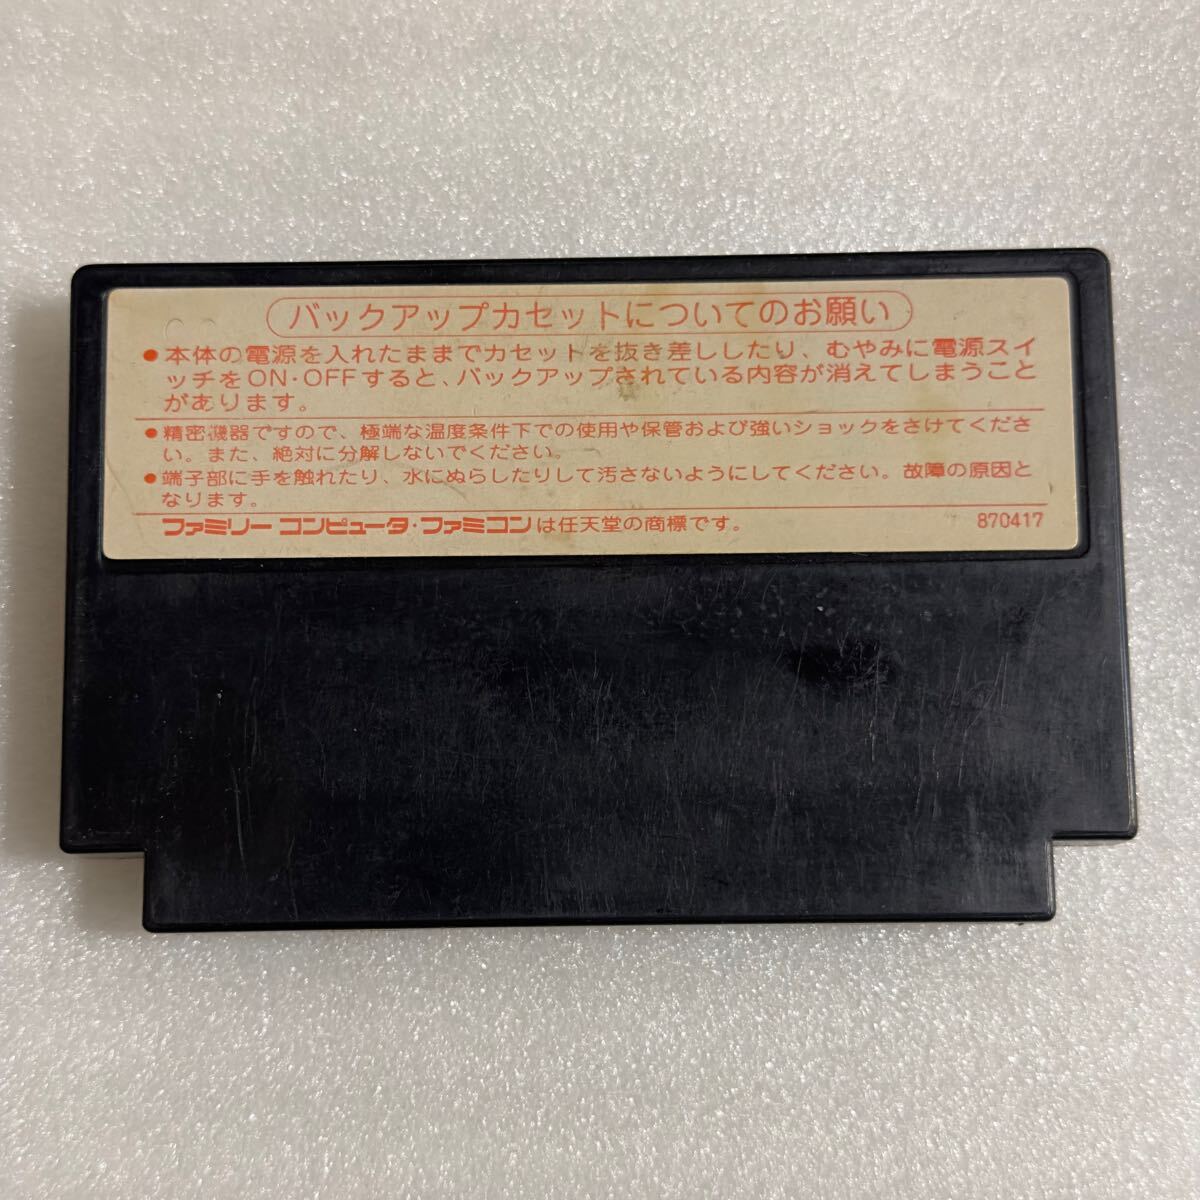 バックアップカセットについてのお願い
●本体の電源を入れたままでカセットを抜き差ししたり、むやみに電源スイ
ッチをON・OFFすると、バックアップされている内容が消えてしまうこと
があります。
●精密機器ですので、極端な温度条件下での使用や保管および強いショックをさけてくださ
い。また、絶対に分解しないでください。
●端子部に手を触れたり、水にぬらしたりして汚さないようにしてください。故障の原因と
なります。
ファミリーコンピュータ・ファミコンは任天堂の商標です。 870417